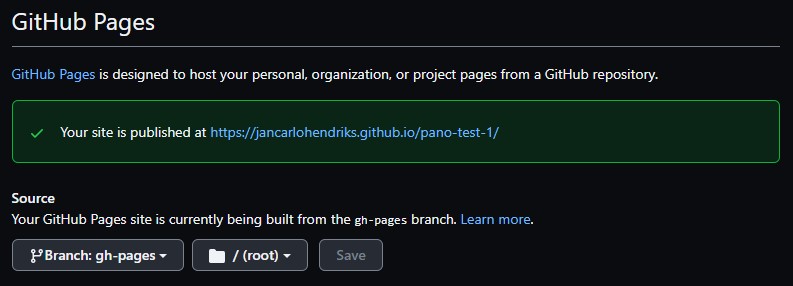 GitHub Pages
GitHub Pages is designed to host your personal, organization, or project pages from a GitHub repository.
Your site is published at https://jancarlohendriks.github.io/pano-test-1/
Source
Your GitHub Pages site is currently being built from the gh-pages branch. Learn more.
Branch: gh-pages / (root) Save